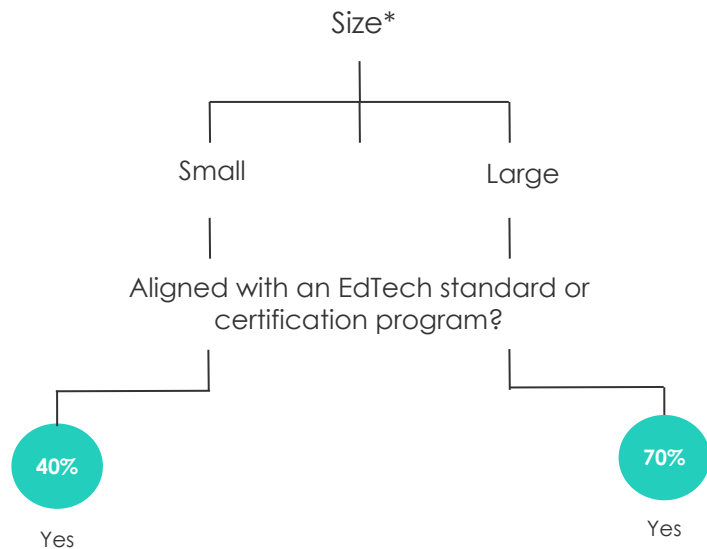 Size*
Small
Large
Aligned with an EdTech standard or
certification program?
40%
70%
Yes
Yes